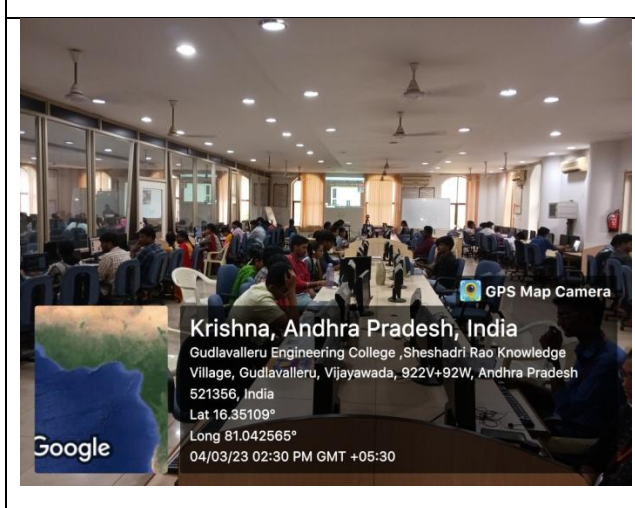 GPS Map Camera
Krishna, Andhra Pradesh, India
Gudlavalleru Engineering College ,Sheshadri Rao Knowledge
Village, Gudlavalleru, Vijayawada, 922V+92W, Andhra Pradesh
521356, India
Lat 16.35109°
Long 81.042565°
04/03/23 02:30 PM GMT +05:30
Google